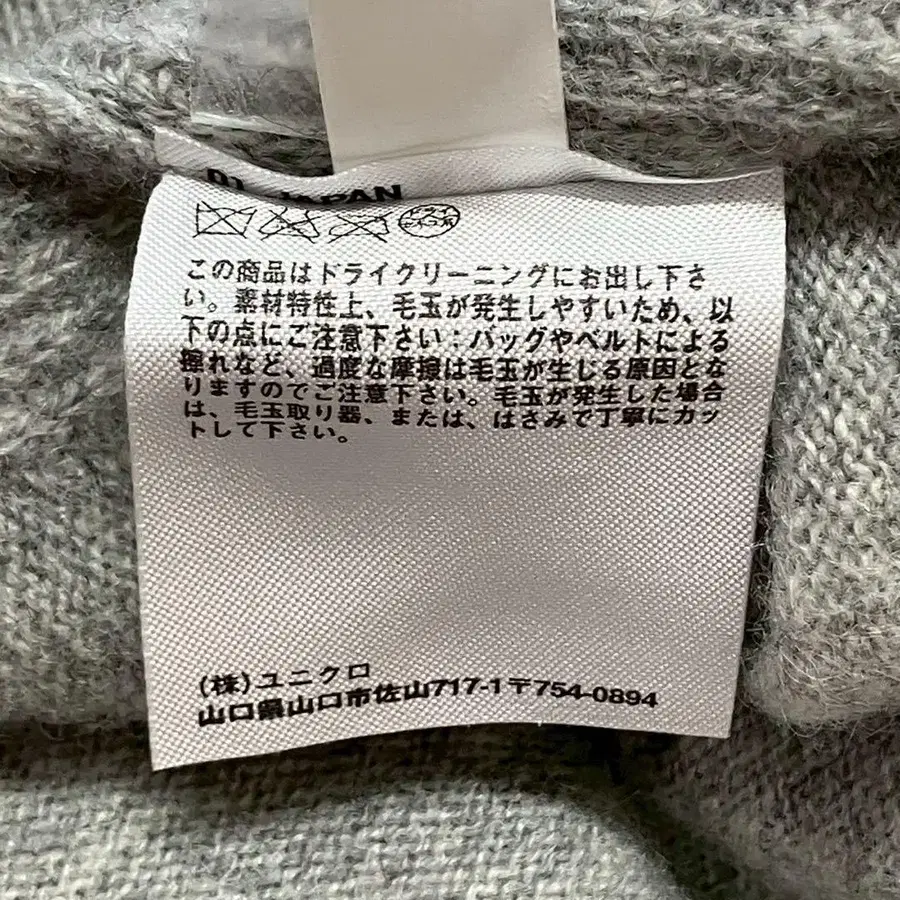 01 JAPAN
この商品はドライクリーニングにお出し下さ
い。素材特性上、毛玉が発生しやすいため、以
下の点にご注意下さい：バッグやベルトによる
擦れなど、過度な摩擦は毛玉が生じる原因とな
りますのでご注意下さい。毛玉が発生した場合
は、毛玉取り器、または、はさみで丁寧にカッ
トして下さい。
(株)ユニクロ
山口県山口市佐山717-1〒754-0894